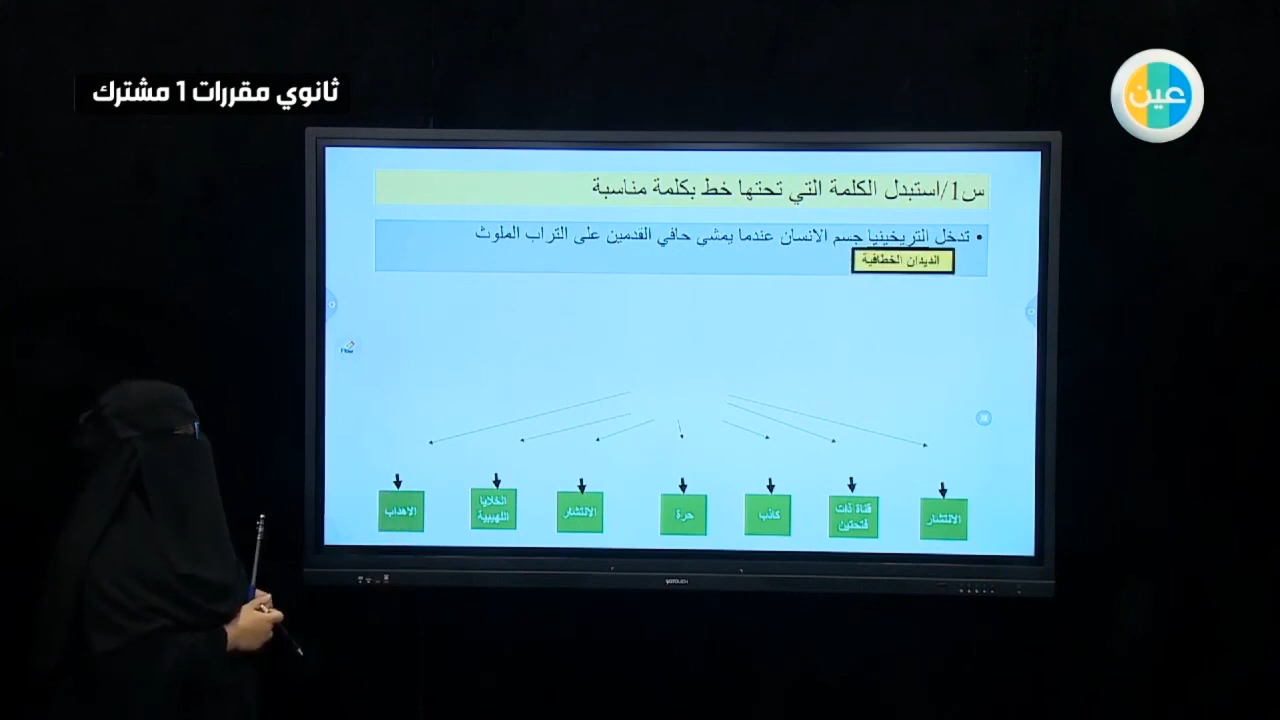 ثانوي مقررات 1 مشترك
عين
س1/استبدل الكلمة التي تحتها خط بكلمة مناسبة
• تدخل التريخينيا جسم الانسان عندما يمشى حافي القدمين على التراب الملوث
الديدان الخطافية
الانتشار
قناة ذات
فتحتين
كاذب
حرة
الانتشار
الخلايا
اللهيبية
الاهداب